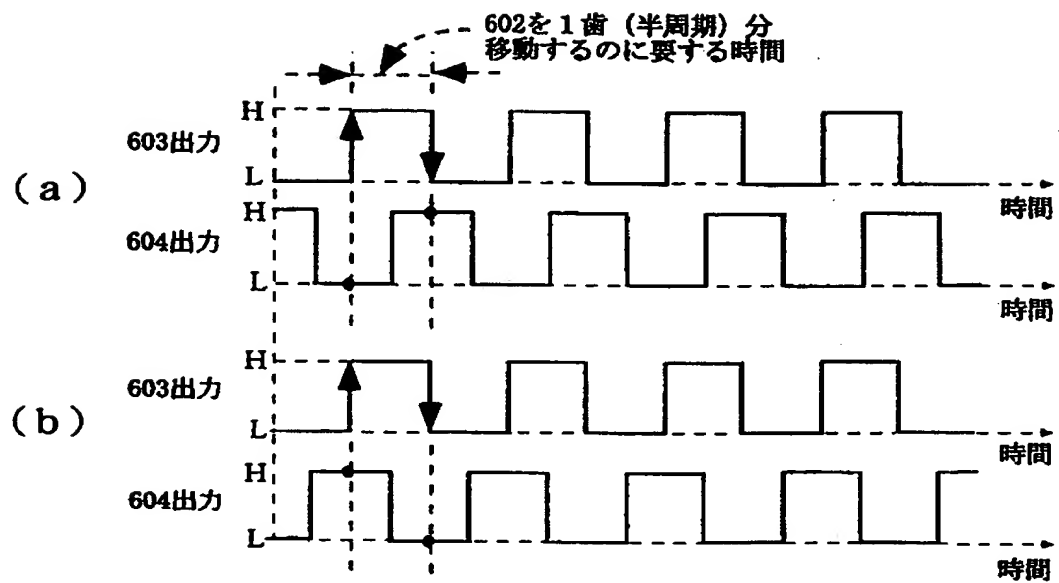 602を1歯（半周期）分
移動するのに要する時間
（a）
603出力
H
L
時間
604出力
H
L
時間
（b）
603出力
H
L
時間
604出力
H
L
時間